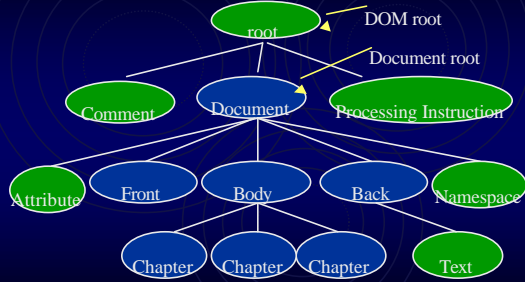 root
DOM root
Document root
Comment
Document
Processing Instruction
Attribute
Front
Body
Back
Namespace
Chapter
Chapter
Chapter
Text